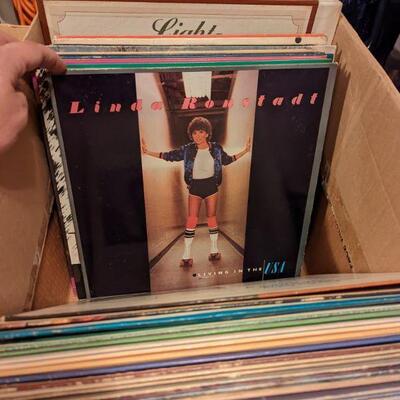 Light
Linda Ronstadt
LIVING IN THE USA